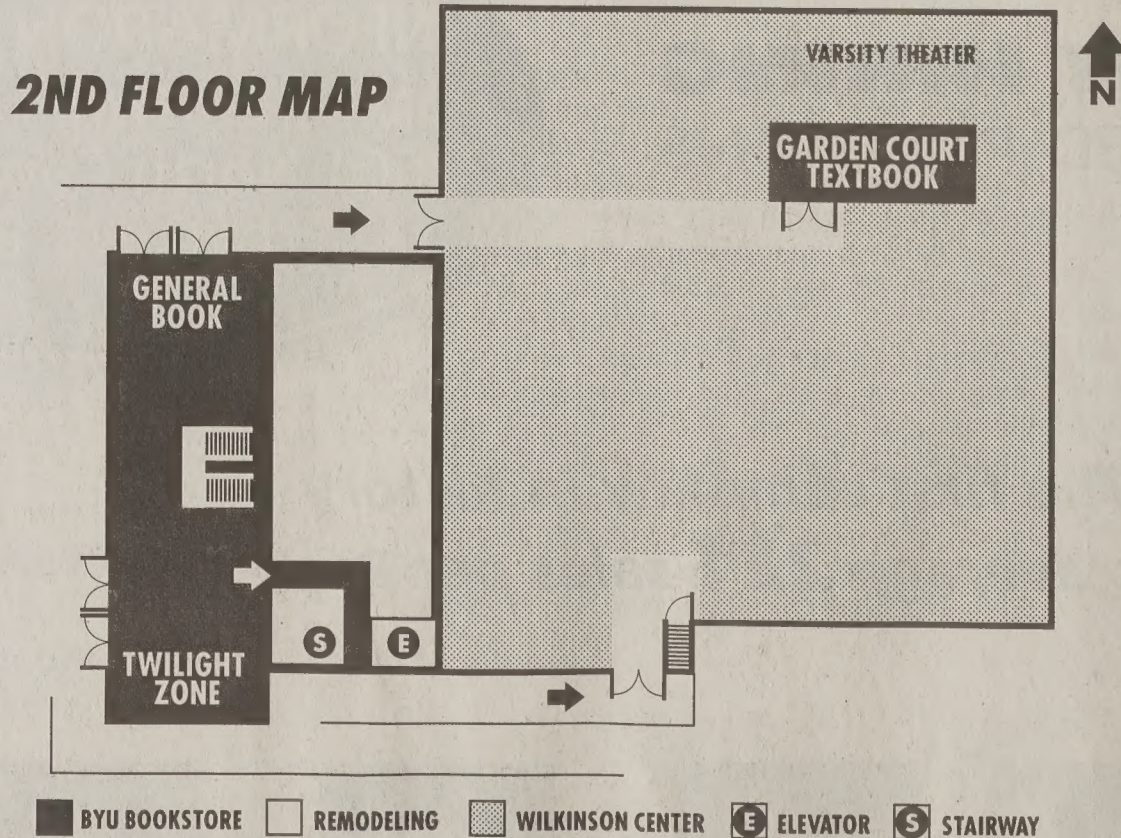 2ND FLOOR MAP
VARSITY THEATER
N
GARDEN COURT
TEXTBOOK
GENERAL
BOOK
TWILIGHT
ZONE
S
E
BYU BOOKSTORE
REMODELING
WILKINSON CENTER
E ELEVATOR
S STAIRWAY